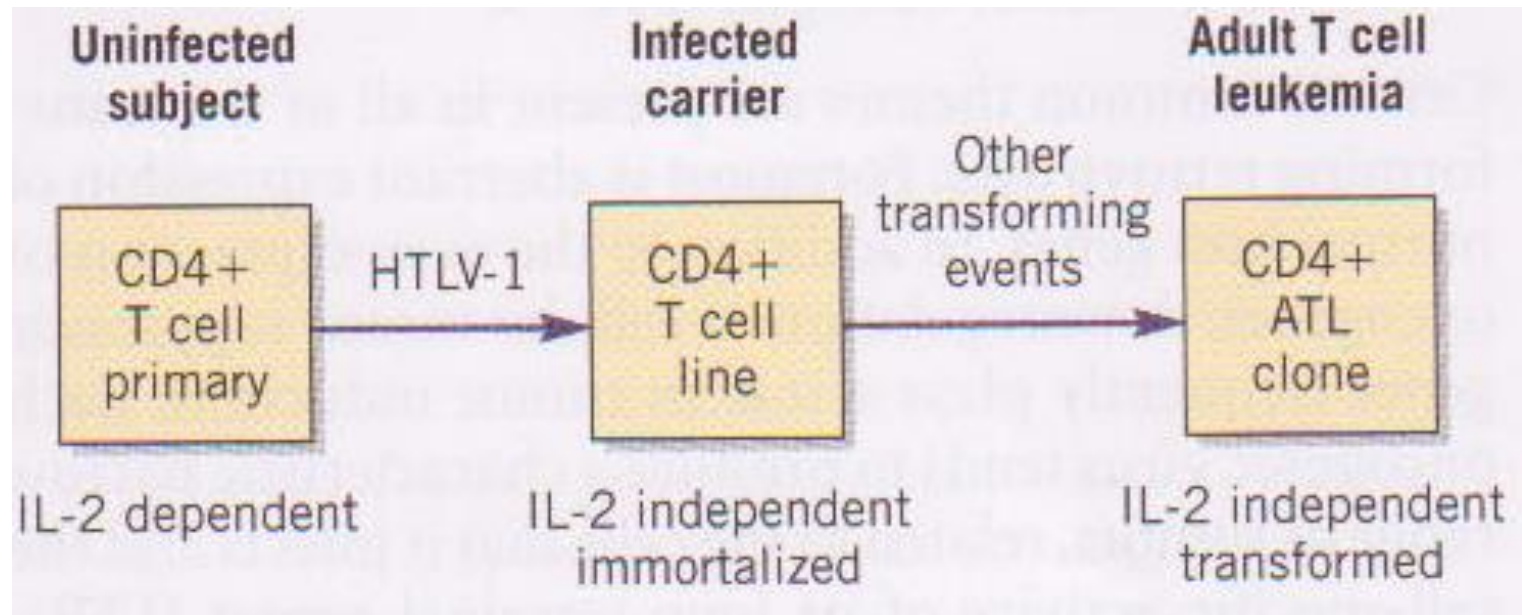 Uninfected
subject
Infected
carrier
Adult T cell
leukemia
CD4+
T cell
primary
HTLV-1
CD4+
T cell
line
Other
transforming
events
CD4+
ATL
clone
IL-2 dependent
IL-2 independent
immortalized
IL-2 independent
transformed